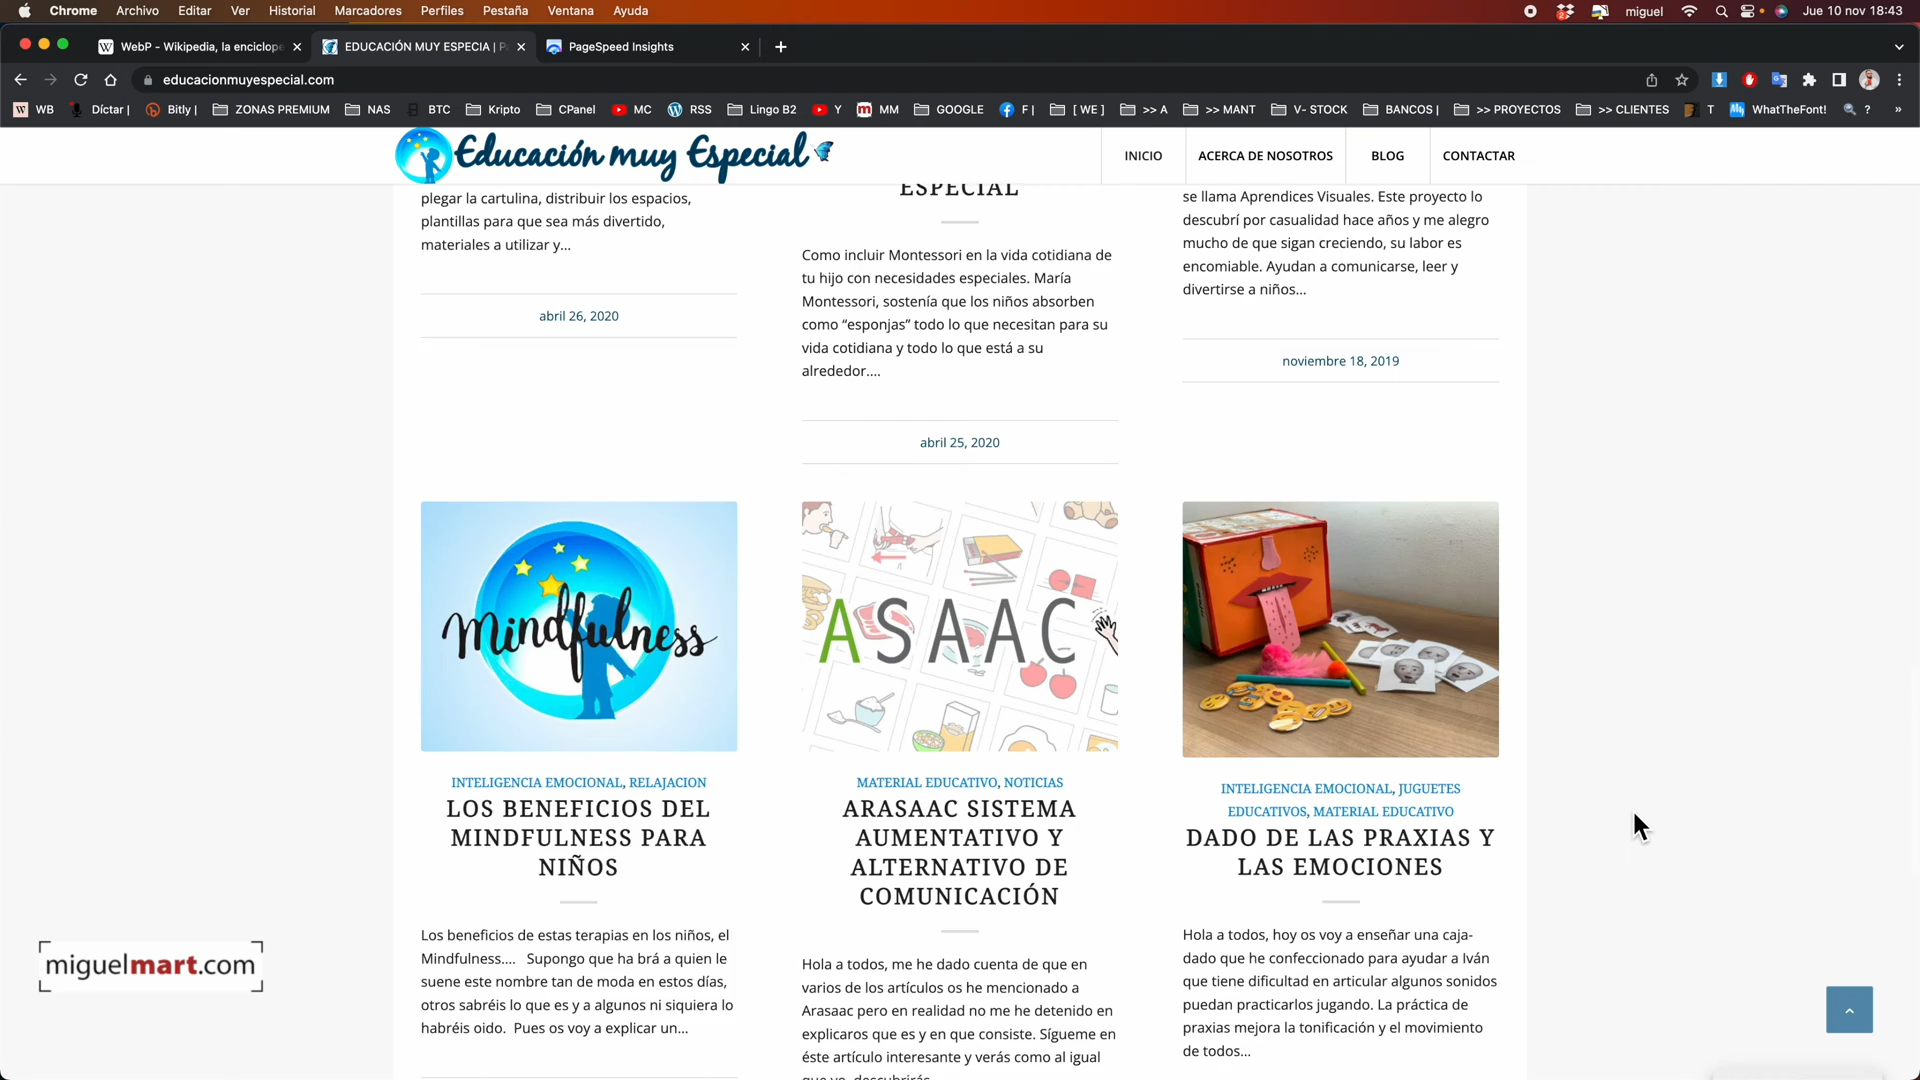 Chrome Archivo Editar Ver Historial Marcadores Perfiles Pestaña Ventana Ayuda miguel Jue 10 nov 18:43
WebP - Wikipedia, la enciclope EDUCACIÓN MUY ESPECIA | P PageSpeed Insights
educacionmuyespecial.com
WB Díctar | Bitly | ZONAS PREMIUM NAS BTC Kripto CPanel MC RSS Lingo B2 Y MM GOOGLE F | [ WE ] >> A >> MANT V- STOCK BANCOS | >> PROYECTOS >> CLIENTES T WhatTheFont! ? »
Educación muy Especial
INICIO ACERCA DE NOSOTROS BLOG CONTACTAR
plegar la cartulina, distribuir los espacios,
plantillas para que sea más divertido,
materiales a utilizar y...
abril 26, 2020
ESPECIAL
Como incluir Montessori en la vida cotidiana de
tu hijo con necesidades especiales. María
Montessori, sostenía que los niños absorben
como “esponjas” todo lo que necesitan para su
vida cotidiana y todo lo que está a su
alrededor....
abril 25, 2020
se llama Aprendices Visuales. Este proyecto lo
descubrí por casualidad hace años y me alegro
mucho de que sigan creciendo, su labor es
encomiable. Ayudan a comunicarse, leer y
divertirse a niños...
noviembre 18, 2019
Mindfulness
INTELIGENCIA EMOCIONAL, RELAJACION
LOS BENEFICIOS DEL
MINDFULNESS PARA
NIÑOS
Los beneficios de estas terapias en los niños, el
Mindfulness.... Supongo que ha brá a quien le
suene este nombre tan de moda en estos días,
otros sabréis lo que es y a algunos ni siquiera lo
habréis oido. Pues os voy a explicar un...
ASAAC
MATERIAL EDUCATIVO, NOTICIAS
ARASAAC SISTEMA
AUMENTATIVO Y
ALTERNATIVO DE
COMUNICACIÓN
Hola a todos, me he dado cuenta de que en
varios de los artículos os he mencionado a
Arasaac pero en realidad no me he detenido en
explicaros que es y en que consiste. Sígueme en
éste artículo interesante y verás como al igual
que yo, descubrirás
INTELIGENCIA EMOCIONAL, JUGUETES
EDUCATIVOS, MATERIAL EDUCATIVO
DADO DE LAS PRAXIAS Y
LAS EMOCIONES
Hola a todos, hoy os voy a enseñar una caja-
dado que he confeccionado para ayudar a Iván
que tiene dificultad en articular algunos sonidos
puedan practicarlos jugando. La práctica de
praxias mejora la tonificación y el movimiento
de todos...
miguelmart.com